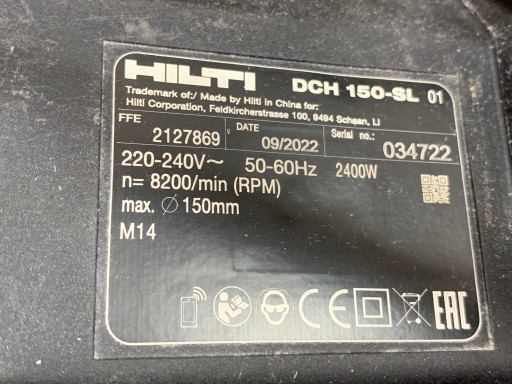 HILTI DCH 150-SL 01
Trademark of:/ Made by Hilti in China for:
Hilti Corporation, Feldkircherstrasse 100, 9494 Schaan, LI
FFE DATE Serial no.:
2127869 09/2022 034722
220-240V~ 50-60Hz 2400W
n= 8200/min (RPM)
max. ∅ 150mm
M14
CE EAC